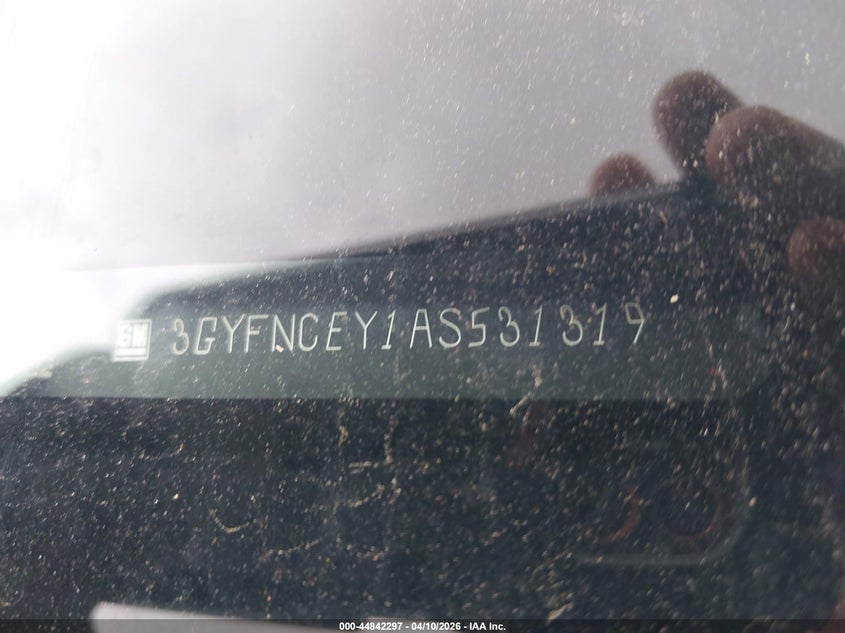 GM 3GYFNCEY1AS531319
000-44842297 - 04/10/2026 - IAA Inc.